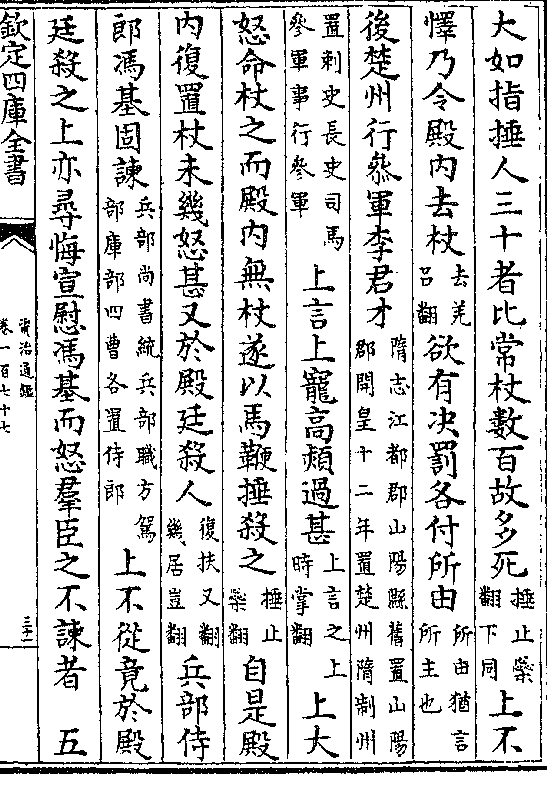 大如指捶人三十者比常杖數百故多死捶止蘂翻下同上不
懌乃令殿内去杖去羌吕翻欲有决罰各付所由所由猶言所主也
後楚州行叅軍李君才隋志江都郡山陽縣舊置山陽郡開皇十二年置楚州隋制州
置刺史長史司馬叅軍事行叅軍上言上寵高熲過甚上言之上時掌翻上大
怒命杖之而殿内無杖遂以馬鞭捶殺之捶止蘂翻自是殿
内復置杖未幾怒甚又於殿廷殺人復扶又翻幾居豈翻兵部侍
郎馮基固諫兵部尚書統兵部職方駕部庫部四曹各置侍郎上不從竟於殿
廷殺之上亦尋悔宣慰馮基而怒羣臣之不諫者 五
欽定四庫全書
資治通鑑
卷一百七十七